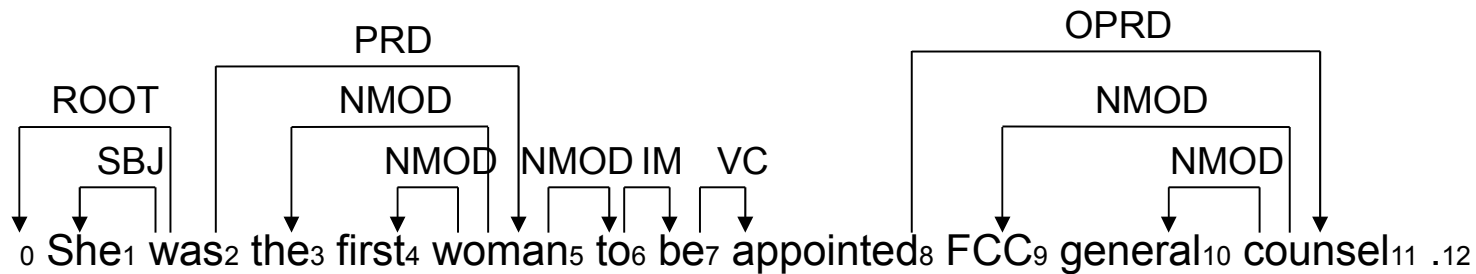 PRD OPRD
ROOT NMOD NMOD
SBJ NMOD NMOD IM VC NMOD
0 She1 was2 the3 first4 woman5 to6 be7 appointed8 FCC9 general10 counsel11 .12